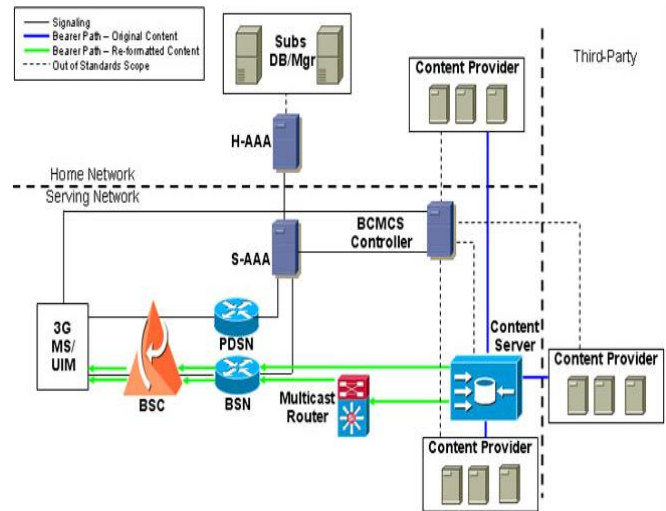 Signaling
Bearer Path – Original Content
Bearer Path – Re-formatted Content
Out of Standards Scope
Subs
DB/Mgr
Content Provider
Third-Party
H-AAA
Home Network
Serving Network
BCMCS
Controller
S-AAA
3G
MS/
UIM
PDSN
Content
Server
Content Provider
BSC
BSN
Multicast
Router
Content Provider